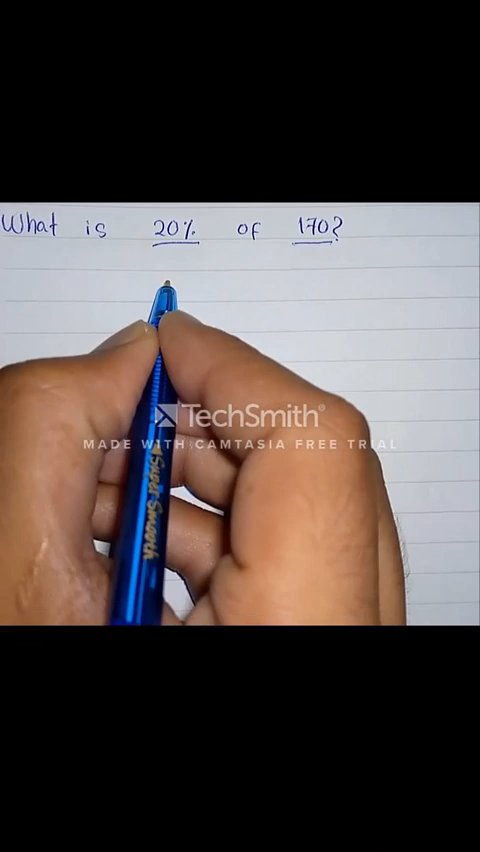 What is 20% of 170?
TechSmith®
MADE WITH CAMTASIA FREE TRIAL
Super Smooth